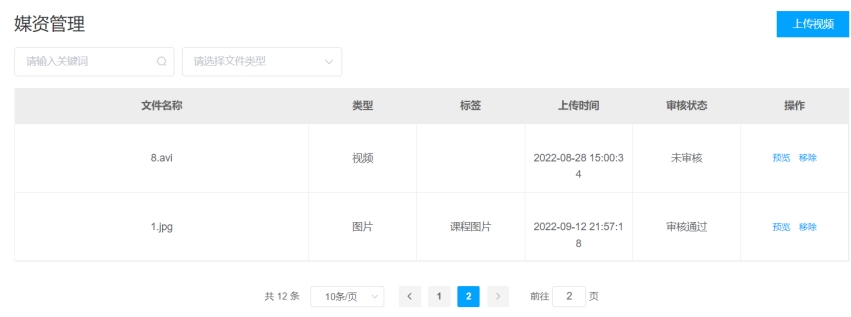 媒资管理
上传视频
请输入关键词
请选择文件类型
文件名称 类型 标签 上传时间 审核状态 操作
8.avi 视频 2022-08-28 15:00:3
4 未审核 预览 移除
1.jpg 图片 课程图片 2022-09-12 21:57:1
8 审核通过 预览 移除
共 12 条 10条/页 1 2 前往 2 页